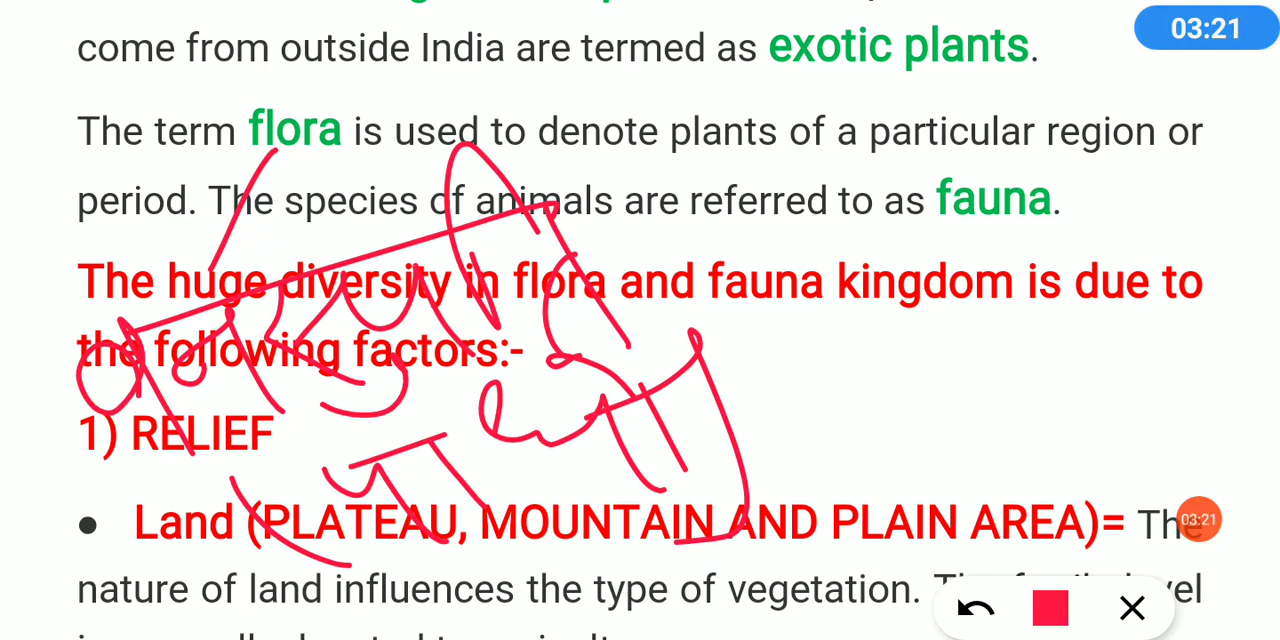 03:21
come from outside India are termed as exotic plants.
The term flora is used to denote plants of a particular region or
period. The species of animals are referred to as fauna.
The huge diversity in flora and fauna kingdom is due to
the following factors:-
1) RELIEF
● Land (PLATEAU, MOUNTAIN AND PLAIN AREA)= The
03:21
nature of land influences the type of vegetation.